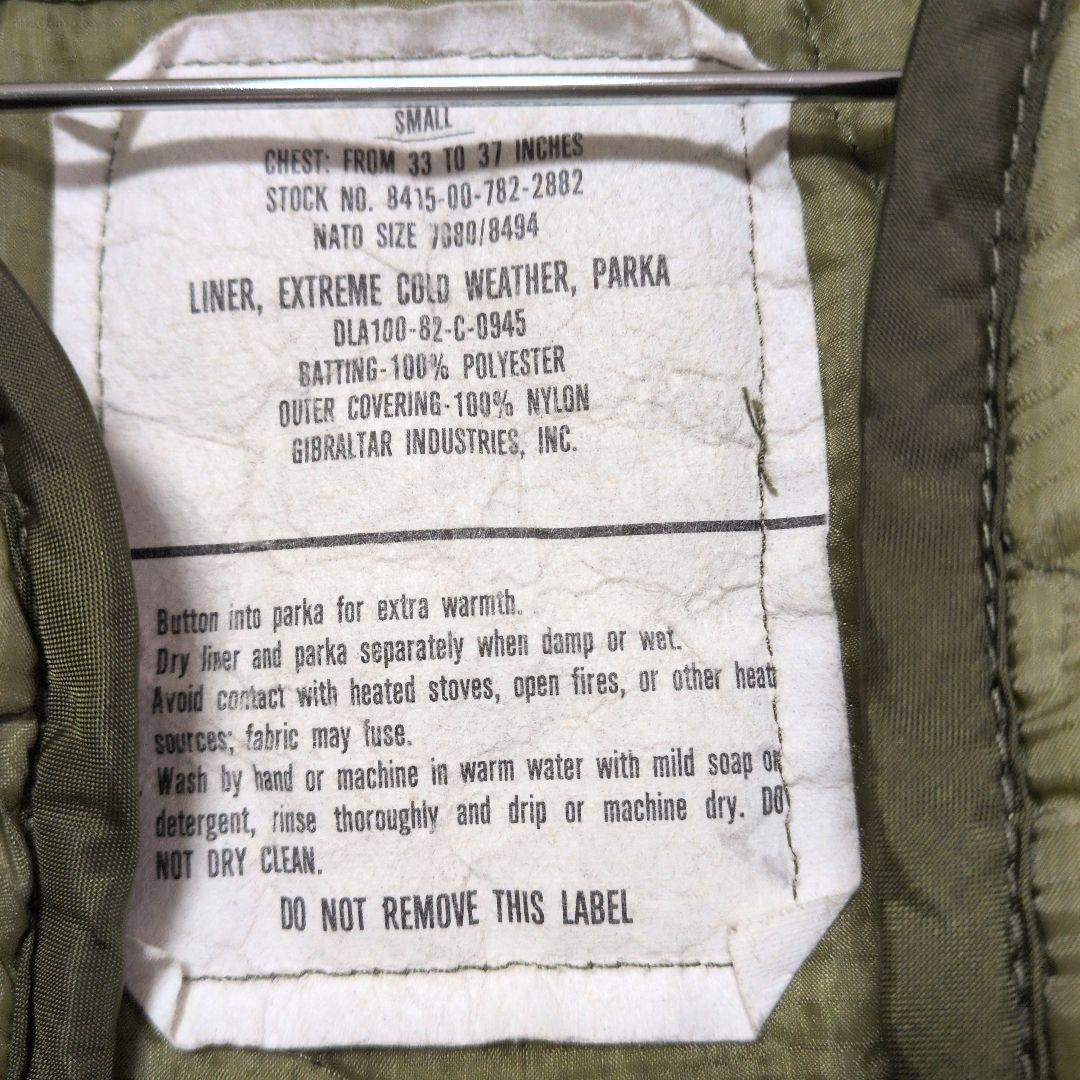 SMALL
CHEST: FROM 33 TO 37 INCHES
STOCK NO. 8415-00-782-2882
NATO SIZE 7080/8494
LINER, EXTREME COLD WEATHER, PARKA
DLA100-82-C-0945
BATTING-100% POLYESTER
OUTER COVERING-100% NYLON
GIBRALTAR INDUSTRIES, INC.
Button into parka for extra warmth.
Dry liner and parka separately when damp or wet.
Avoid contact with heated stoves, open fires, or other heat
sources; fabric may fuse.
Wash by hand or machine in warm water with mild soap or
detergent, rinse thoroughly and drip or machine dry. DO
NOT DRY CLEAN.
DO NOT REMOVE THIS LABEL